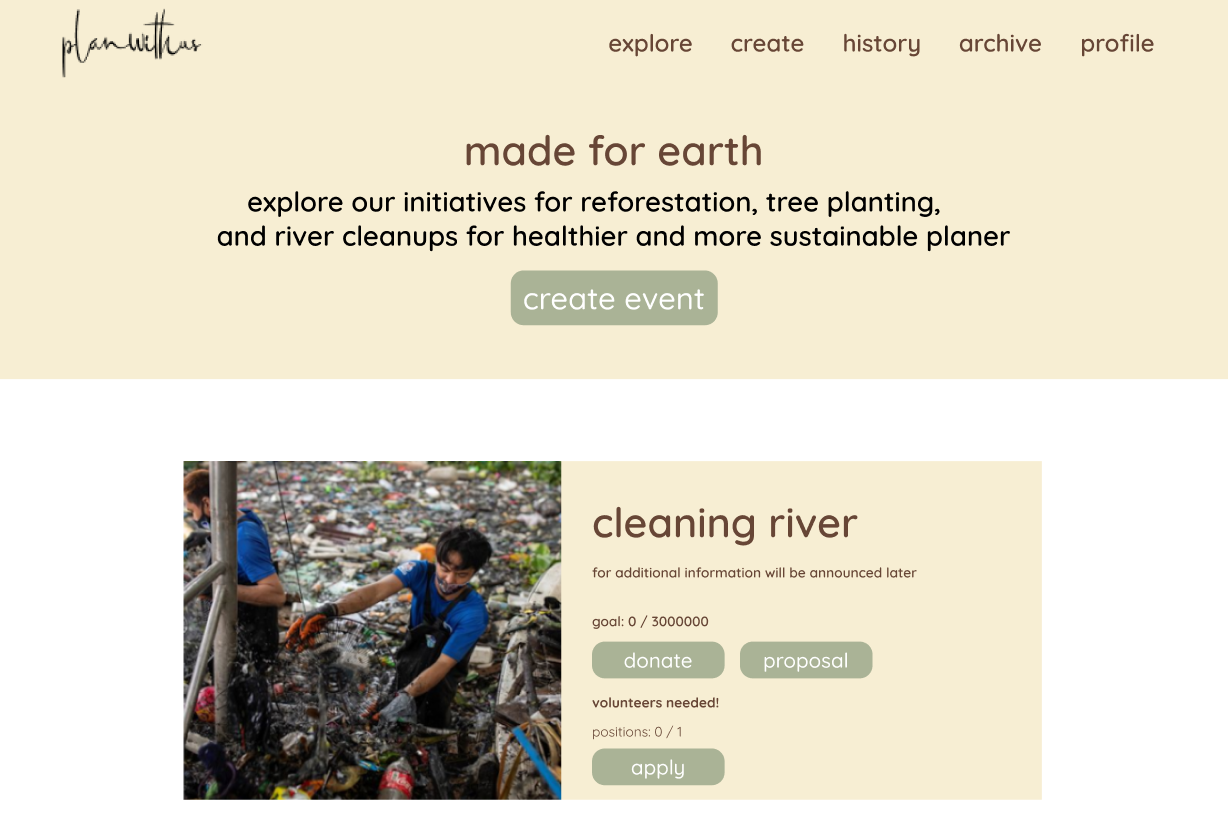 planwithus
explore create history archive profile
made for earth
explore our initiatives for reforestation, tree planting,
and river cleanups for healthier and more sustainable planer
create event
cleaning river
for additional information will be announced later
goal: 0 / 3000000
donate proposal
volunteers needed!
positions: 0 / 1
apply